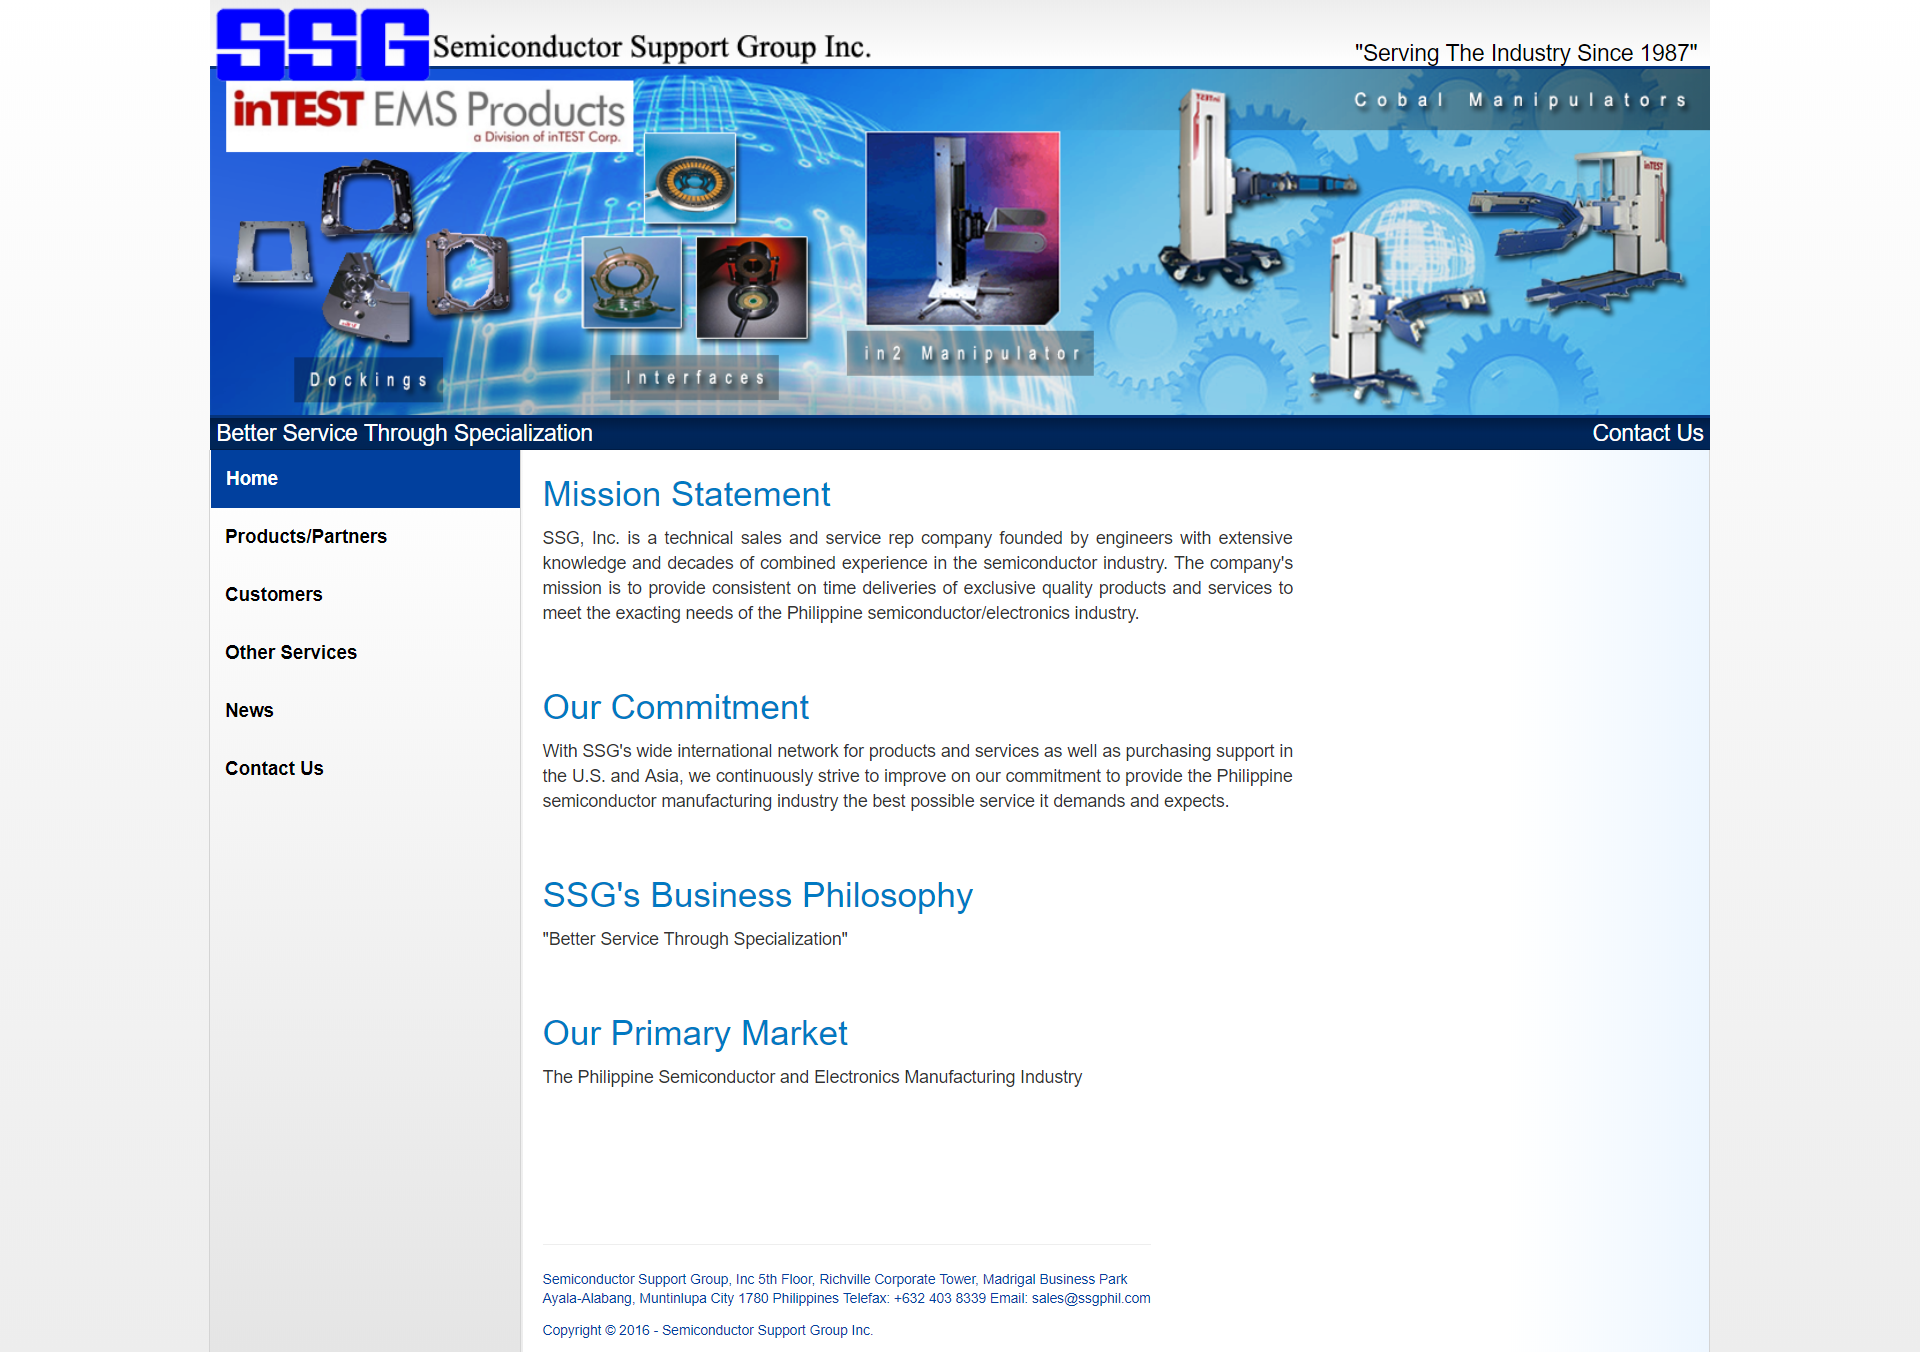 SSG Semiconductor Support Group Inc.
"Serving The Industry Since 1987"
inTEST EMS Products
a Division of inTEST Corp.
Cobal Manipulators
inTEST
Dockings
Interfaces
in2 Manipulator
Better Service Through Specialization
Contact Us
Home
Products/Partners
Customers
Other Services
News
Contact Us
Mission Statement
SSG, Inc. is a technical sales and service rep company founded by engineers with extensive
knowledge and decades of combined experience in the semiconductor industry. The company's
mission is to provide consistent on time deliveries of exclusive quality products and services to
meet the exacting needs of the Philippine semiconductor/electronics industry.
Our Commitment
With SSG's wide international network for products and services as well as purchasing support in
the U.S. and Asia, we continuously strive to improve on our commitment to provide the Philippine
semiconductor manufacturing industry the best possible service it demands and expects.
SSG's Business Philosophy
"Better Service Through Specialization"
Our Primary Market
The Philippine Semiconductor and Electronics Manufacturing Industry
Semiconductor Support Group, Inc 5th Floor, Richville Corporate Tower, Madrigal Business Park
Ayala-Alabang, Muntinlupa City 1780 Philippines Telefax: +632 403 8339 Email: sales@ssgphil.com
Copyright © 2016 - Semiconductor Support Group Inc.